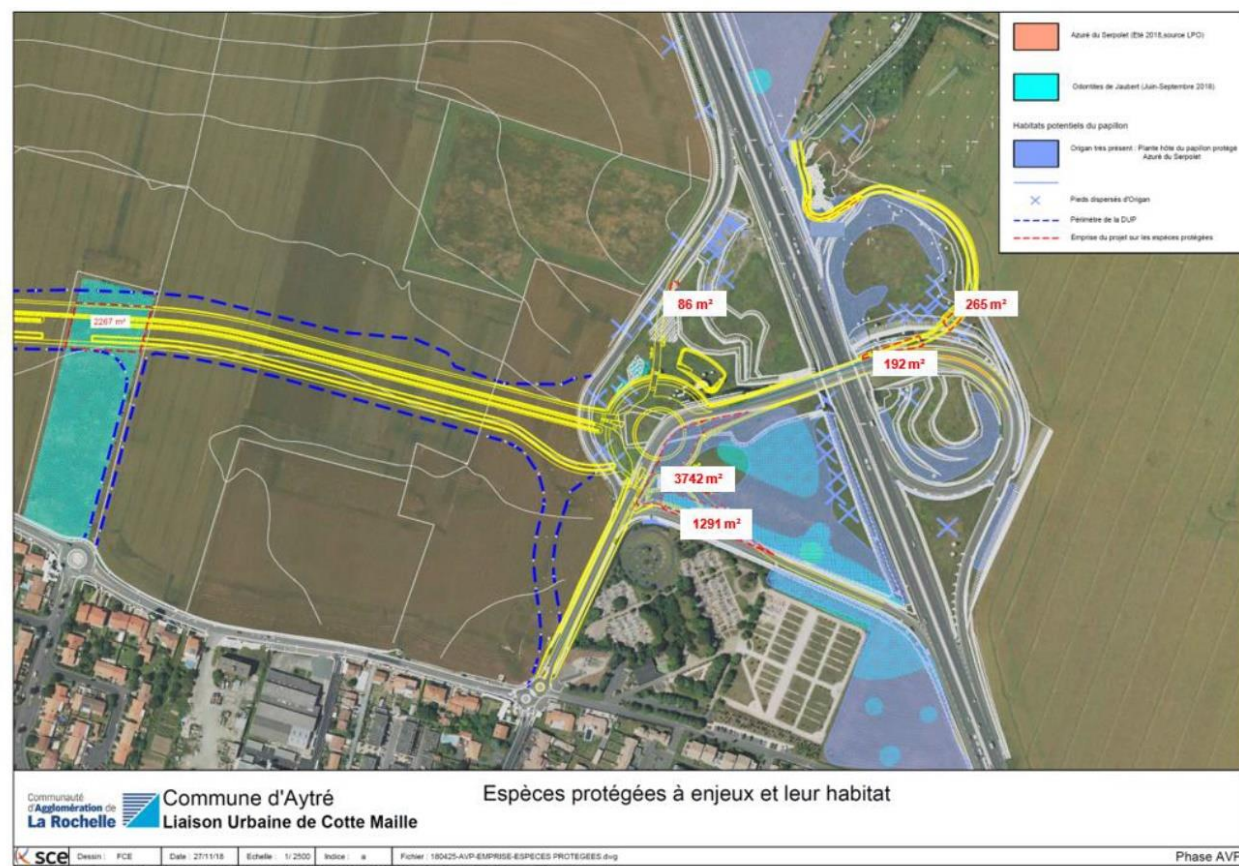 Azuré du Serpolet (Eté 2018,source LPO)
Odontites de Jaubert (Juin-Septembre 2018)
Habitats potentiels du papillon
Origan très présent : Plante hôte du papillon protégé
Azuré du Serpolet
Pieds dispersés d'Origan
Périmètre de la DUP
Emprise du projet sur les espèces protégées
2267 m²
86 m²
265 m²
192 m²
3742 m²
1291 m²
Communauté
d'Agglomération de
La Rochelle
Commune d'Aytré
Liaison Urbaine de Cotte Maille
Espèces protégées à enjeux et leur habitat
sce
Dessin : FCE
Date : 27/11/18
Echelle : 1/ 2500
Indice : a
Fichier : 180425-AVP-EMPRISE-ESPECES PROTEGEES.dwg
Phase AVP